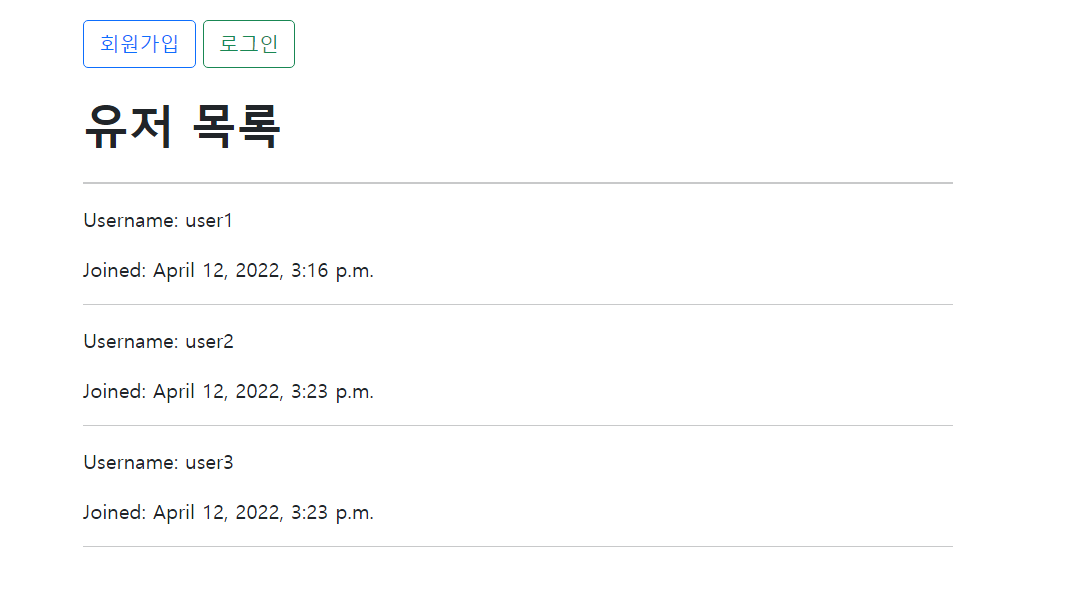 회원가입 로그인
유저 목록
Username: user1
Joined: April 12, 2022, 3:16 p.m.
Username: user2
Joined: April 12, 2022, 3:23 p.m.
Username: user3
Joined: April 12, 2022, 3:23 p.m.